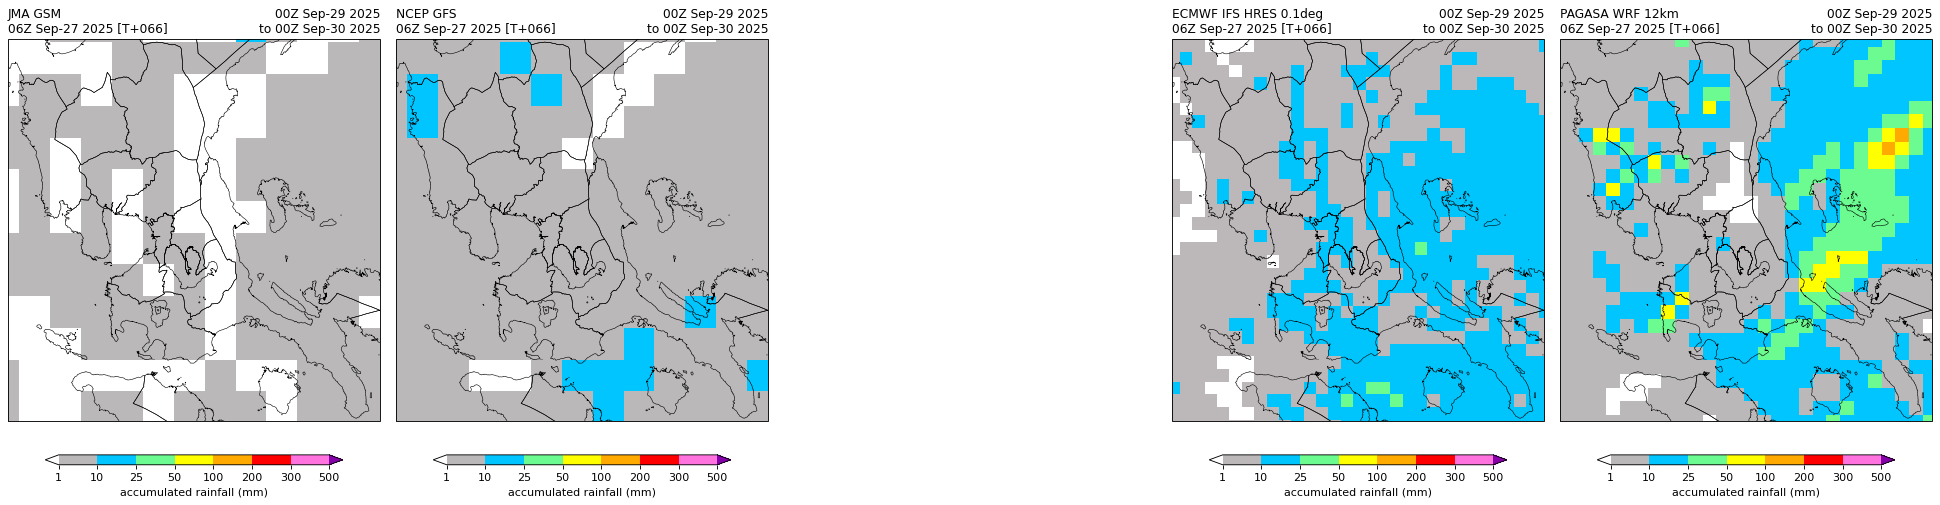 JMA GSM 00Z Sep-29 2025
06Z Sep-27 2025 [T+066] to 00Z Sep-30 2025
1 10 25 50 100 200 300 500
accumulated rainfall (mm)
NCEP GFS 00Z Sep-29 2025
06Z Sep-27 2025 [T+066] to 00Z Sep-30 2025
1 10 25 50 100 200 300 500
accumulated rainfall (mm)
ECMWF IFS HRES 0.1deg 00Z Sep-29 2025
06Z Sep-27 2025 [T+066] to 00Z Sep-30 2025
1 10 25 50 100 200 300 500
accumulated rainfall (mm)
PAGASA WRF 12km 00Z Sep-29 2025
06Z Sep-27 2025 [T+066] to 00Z Sep-30 2025
1 10 25 50 100 200 300 500
accumulated rainfall (mm)